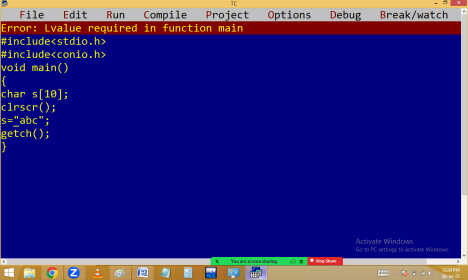 TC
File Edit Run Compile Project Options Debug Break/watch
Error: Lvalue required in function main
#include<stdio.h>
#include<conio.h>
void main()
{
char s[10];
clrscr();
s="abc";
getch();
}
Activate Windows
Go to PC settings to activate Windows.
You are screen sharing
Stop Share